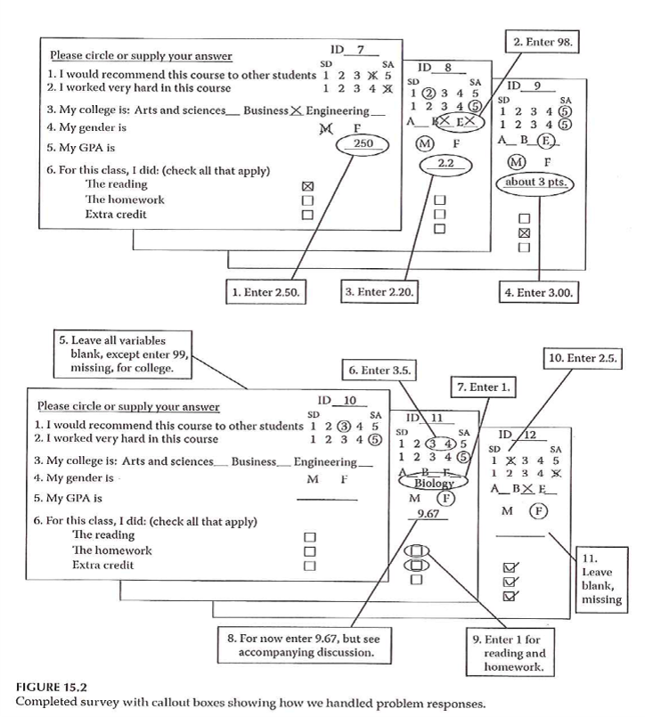 2. Enter 98.
Please circle or supply your answer
ID 7
SD SA
1. I would recommend this course to other students 1 2 3 4 5
2. I worked very hard in this course 1 2 3 4 5
3. My college is: Arts and sciences__ Business X Engineering__
4. My gender is M F
5. My GPA is 250
6. For this class, I did: (check all that apply)
The reading
The homework
Extra credit
ID 8
SD SA
1 2 3 4 5
1 2 3 4 5
A__ BX EX
M F
2.2
ID 9
SD SA
1 2 3 4 5
1 2 3 4 5
A__ B__ E__
M F
about 3 pts.
1. Enter 2.50.
3. Enter 2.20.
4. Enter 3.00.
5. Leave all variables
blank, except enter 99,
missing, for college.
6. Enter 3.5.
7. Enter 1.
10. Enter 2.5.
Please circle or supply your answer
ID 10
SD SA
1. I would recommend this course to other students 1 2 3 4 5
2. I worked very hard in this course 1 2 3 4 5
3. My college is: Arts and sciences__ Business__ Engineering__
4. My gender is M F
5. My GPA is
6. For this class, I did: (check all that apply)
The reading
The homework
Extra credit
ID 11
SD SA
1 2 3 4 5
1 2 3 4 5
A__ B__ E__
Biology
M F
9.67
ID 12
SD SA
1 X 3 4 5
1 2 3 4 X
A__ BX E__
M F
11.
Leave
blank,
missing
8. For now enter 9.67, but see
accompanying discussion.
9. Enter 1 for
reading and
homework.
FIGURE 15.2
Completed survey with callout boxes showing how we handled problem responses.